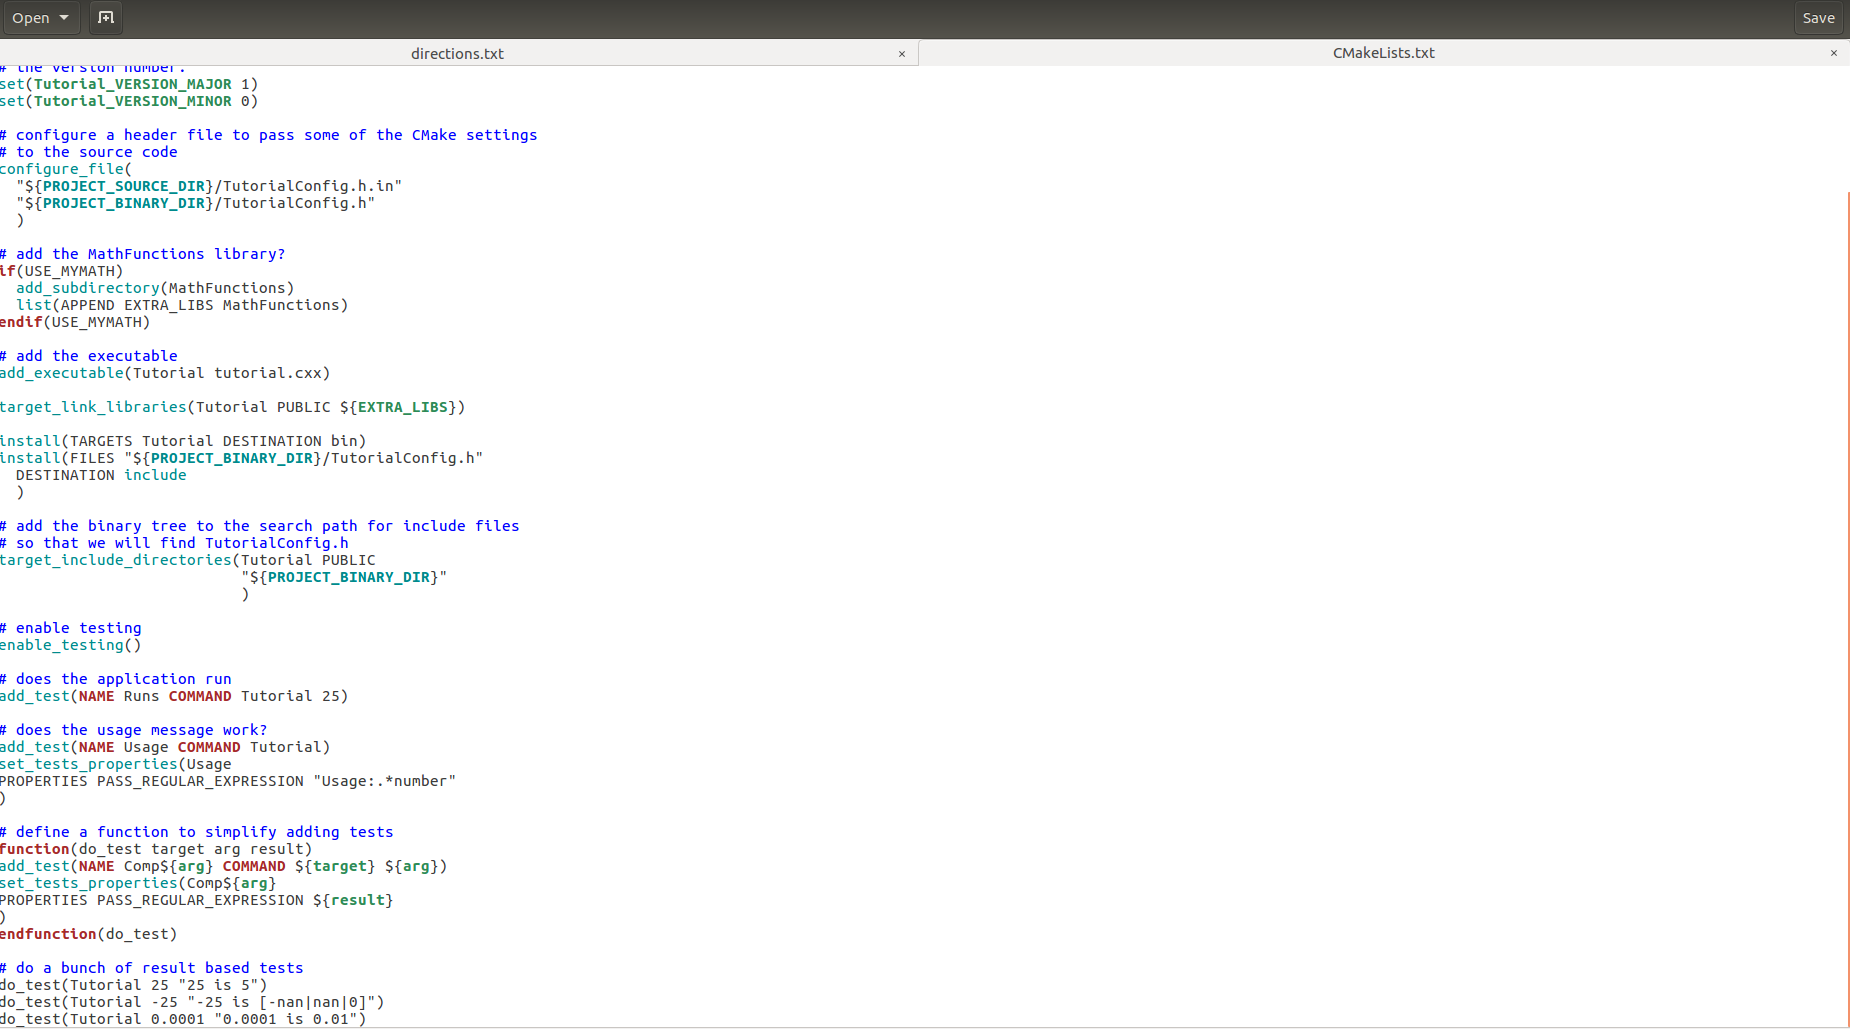 Open
Save
directions.txt ×
CMakeLists.txt ×
# the version number.
set(Tutorial_VERSION_MAJOR 1)
set(Tutorial_VERSION_MINOR 0)
# configure a header file to pass some of the CMake settings
# to the source code
configure_file(
  "${PROJECT_SOURCE_DIR}/TutorialConfig.h.in"
  "${PROJECT_BINARY_DIR}/TutorialConfig.h"
  )
# add the MathFunctions library?
if(USE_MYMATH)
  add_subdirectory(MathFunctions)
  list(APPEND EXTRA_LIBS MathFunctions)
endif(USE_MYMATH)
# add the executable
add_executable(Tutorial tutorial.cxx)
target_link_libraries(Tutorial PUBLIC ${EXTRA_LIBS})
install(TARGETS Tutorial DESTINATION bin)
install(FILES "${PROJECT_BINARY_DIR}/TutorialConfig.h"
  DESTINATION include
  )
# add the binary tree to the search path for include files
# so that we will find TutorialConfig.h
target_include_directories(Tutorial PUBLIC
                           "${PROJECT_BINARY_DIR}"
                           )
# enable testing
enable_testing()
# does the application run
add_test(NAME Runs COMMAND Tutorial 25)
# does the usage message work?
add_test(NAME Usage COMMAND Tutorial)
set_tests_properties(Usage
PROPERTIES PASS_REGULAR_EXPRESSION "Usage:.*number"
)
# define a function to simplify adding tests
function(do_test target arg result)
add_test(NAME Comp${arg} COMMAND ${target} ${arg})
set_tests_properties(Comp${arg}
PROPERTIES PASS_REGULAR_EXPRESSION ${result}
)
endfunction(do_test)
# do a bunch of result based tests
do_test(Tutorial 25 "25 is 5")
do_test(Tutorial -25 "-25 is [-nan|nan|0]")
do_test(Tutorial 0.0001 "0.0001 is 0.01")